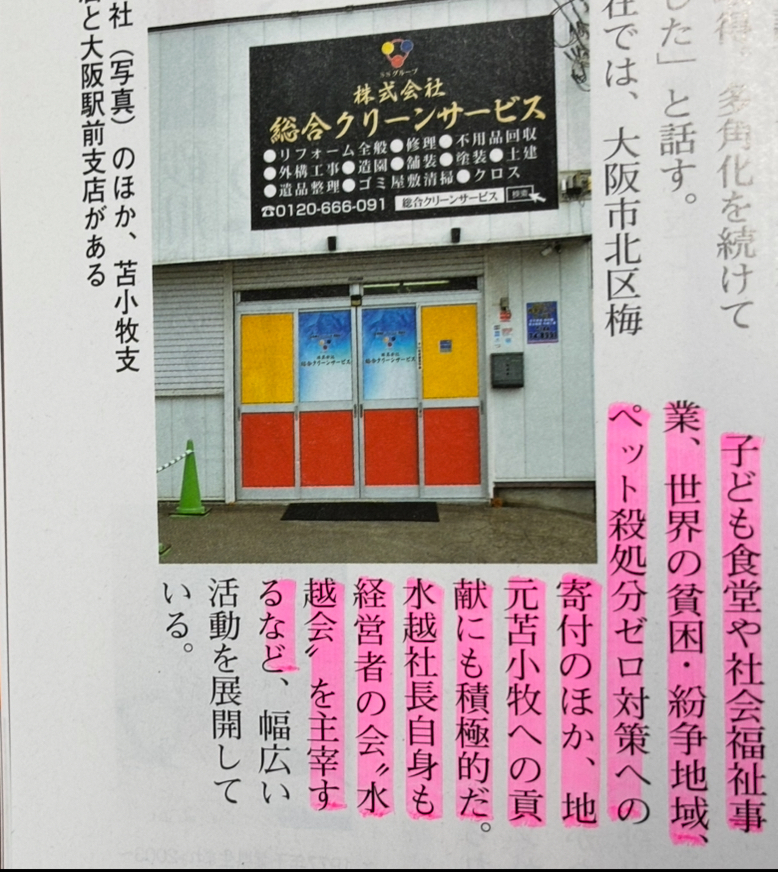 得 多角化を続けて
した」と話す。
在では、大阪市北区梅
子ども食堂や社会福祉事
業、世界の貧困・紛争地域、
ペット殺処分ゼロ対策への
寄付のほか、地
元苫小牧への貢
献にも積極的だ。
水越社長自身も
経営者の会〝水
越会〟を主宰す
るなど、幅広い
活動を展開して
いる。
SSグループ
株式会社
総合クリーンサービス
●リフォーム全般●修理●不用品回収
●外構工事●造園●舗装●塗装●土建
●遺品整理●ゴミ屋敷清掃●クロス
☎0120-666-091 総合クリーンサービス 検索
株式会社
総合クリーンサービス
株式会社
総合クリーンサービス
社（写真）のほか、苫小牧支
店と大阪駅前支店がある